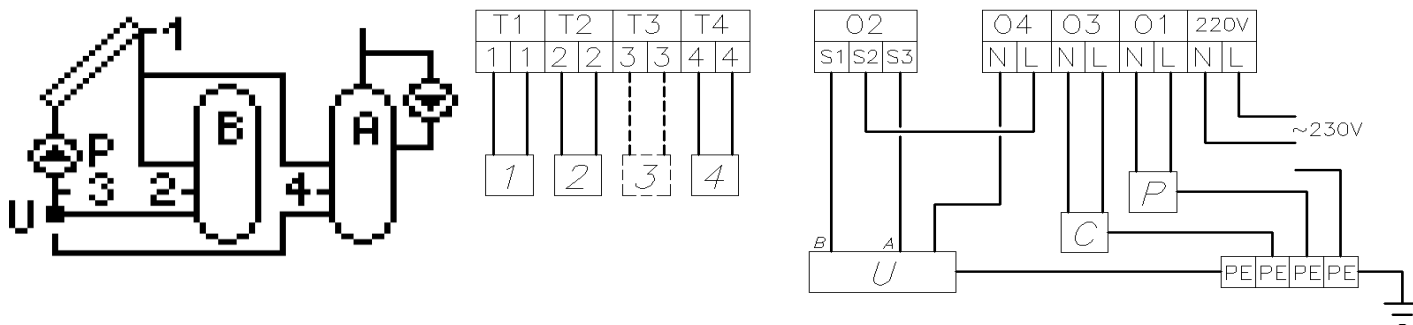 1
B
A
P
3
2
4
U
T1 T2 T3 T4
1 1 2 2 3 3 4 4
1 2 3 4
O2 O4 O3 O1 220V
S1 S2 S3 N L N L N L N L
~230V
P
C
B A
U
PE PE PE PE